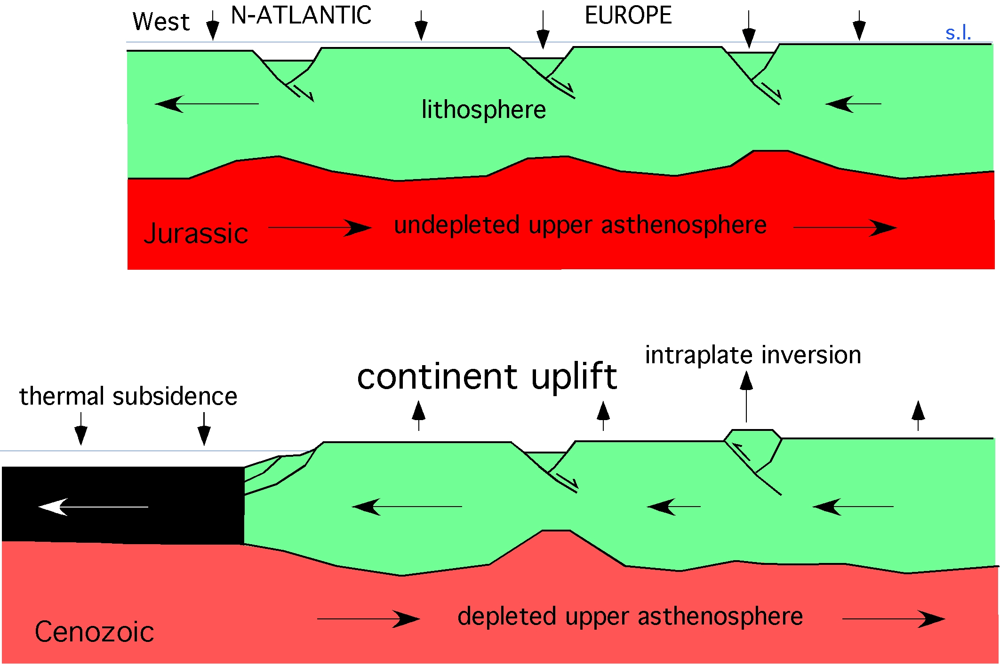 West
N-ATLANTIC
EUROPE
s.l.
lithosphere
Jurassic
undepleted upper asthenosphere
intraplate inversion
continent uplift
thermal subsidence
depleted upper asthenosphere
Cenozoic